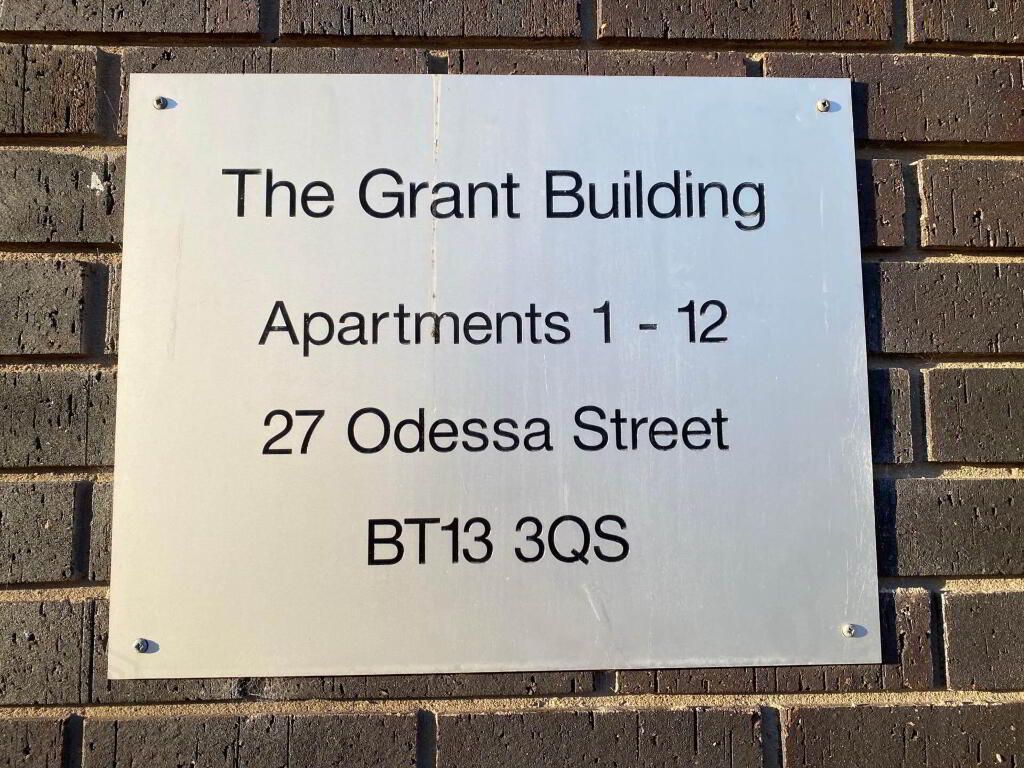 The Grant Building
Apartments 1 - 12
27 Odessa Street
BT13 3QS